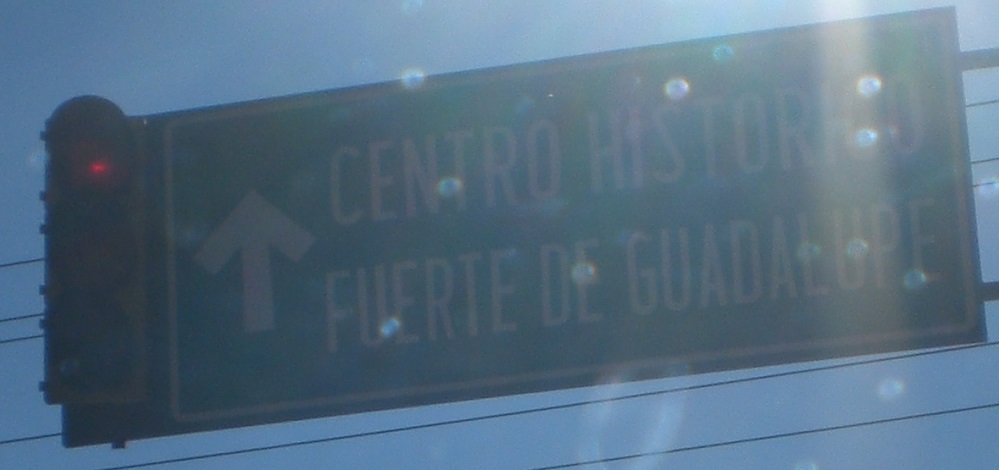 CENTRO HISTORICO
FUERTE DE GUADALUPE